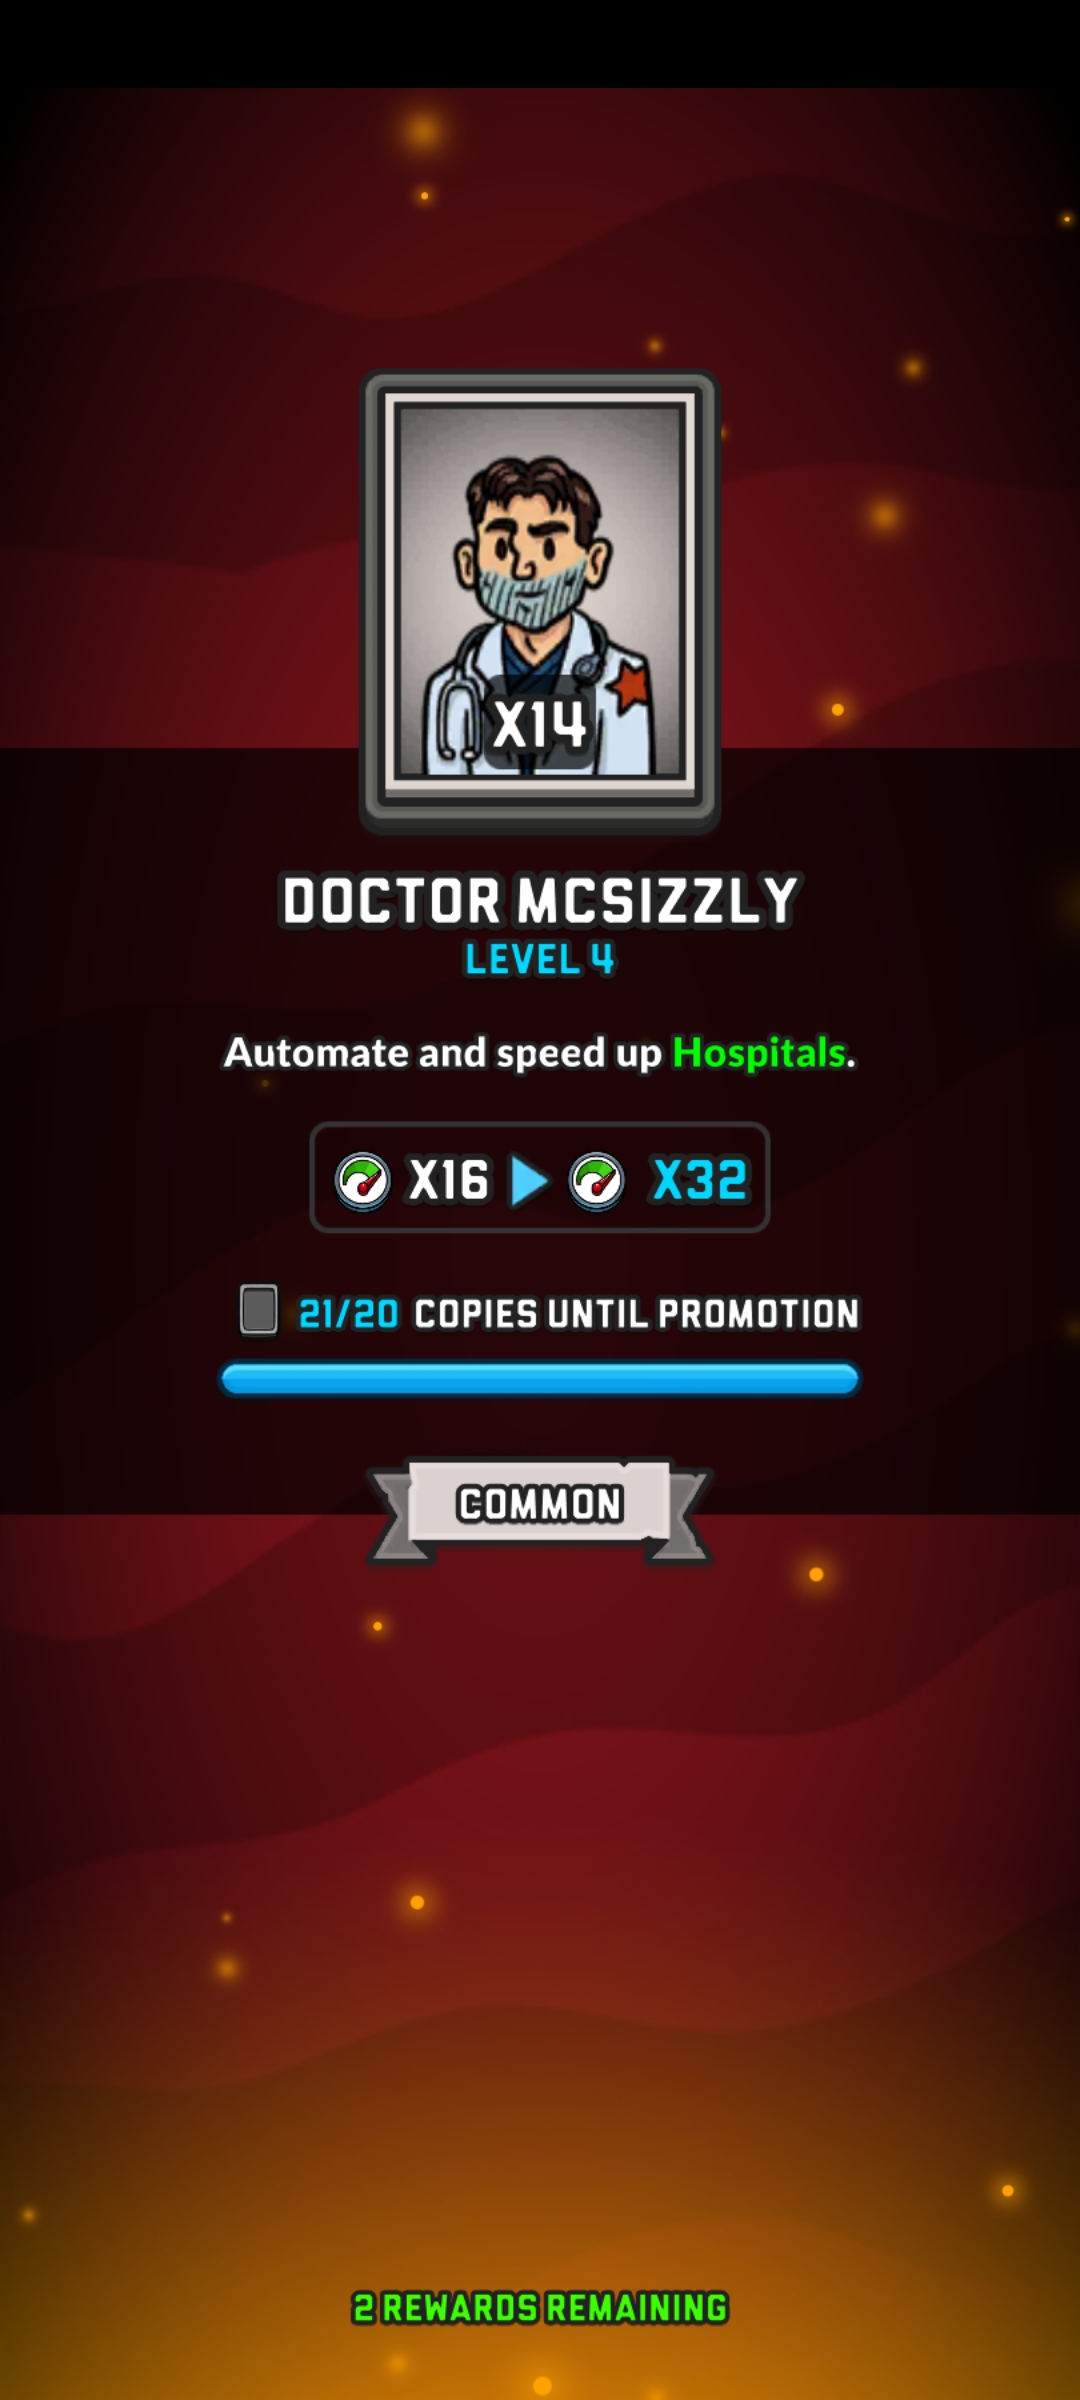 X14
DOCTOR MCSIZZLY
LEVEL 4
Automate and speed up Hospitals.
X16 X32
21/20 COPIES UNTIL PROMOTION
COMMON
2 REWARDS REMAINING